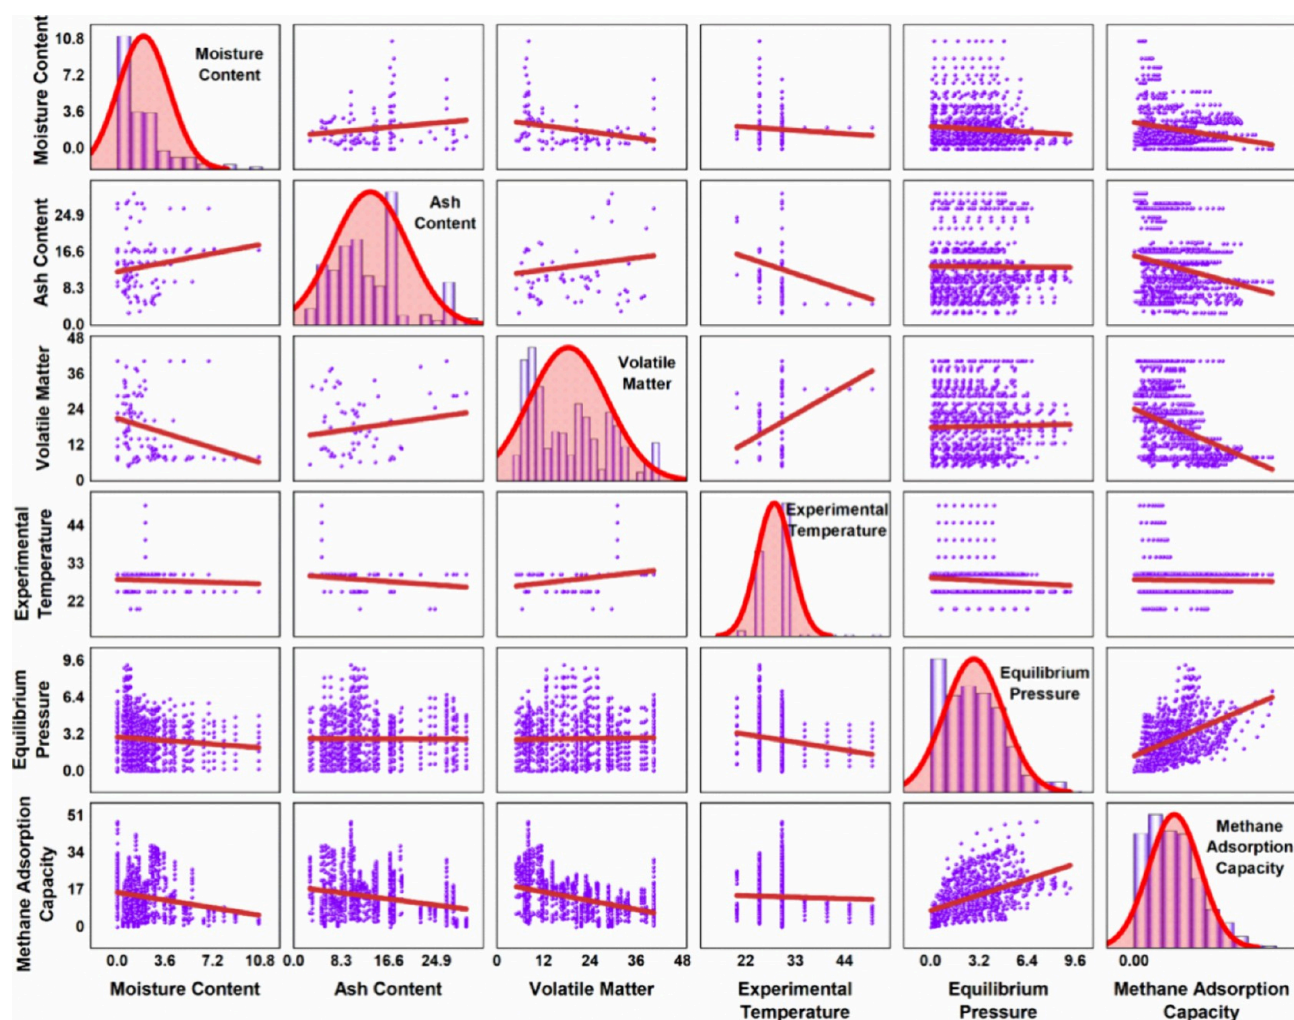 Moisture Content
10.8
7.2
3.6
0.0
Moisture
Content
Ash Content
24.9
16.6
8.3
0.0
Ash
Content
Volatile Matter
48
36
24
12
0
Volatile
Matter
Experimental
Temperature
44
33
22
Experimental
Temperature
Equilibrium
Pressure
9.6
6.4
3.2
0.0
Equilibrium
Pressure
Methane Adsorption
Capacity
51
34
17
0
Methane
Adsorption
Capacity
0.0 3.6 7.2 10.8 0.0 8.3 16.6 24.9 0 12 24 36 48 22 33 44 0.0 3.2 6.4 9.6 0.00
Moisture Content Ash Content Volatile Matter Experimental Equilibrium Methane Adsorption
Temperature Pressure Capacity